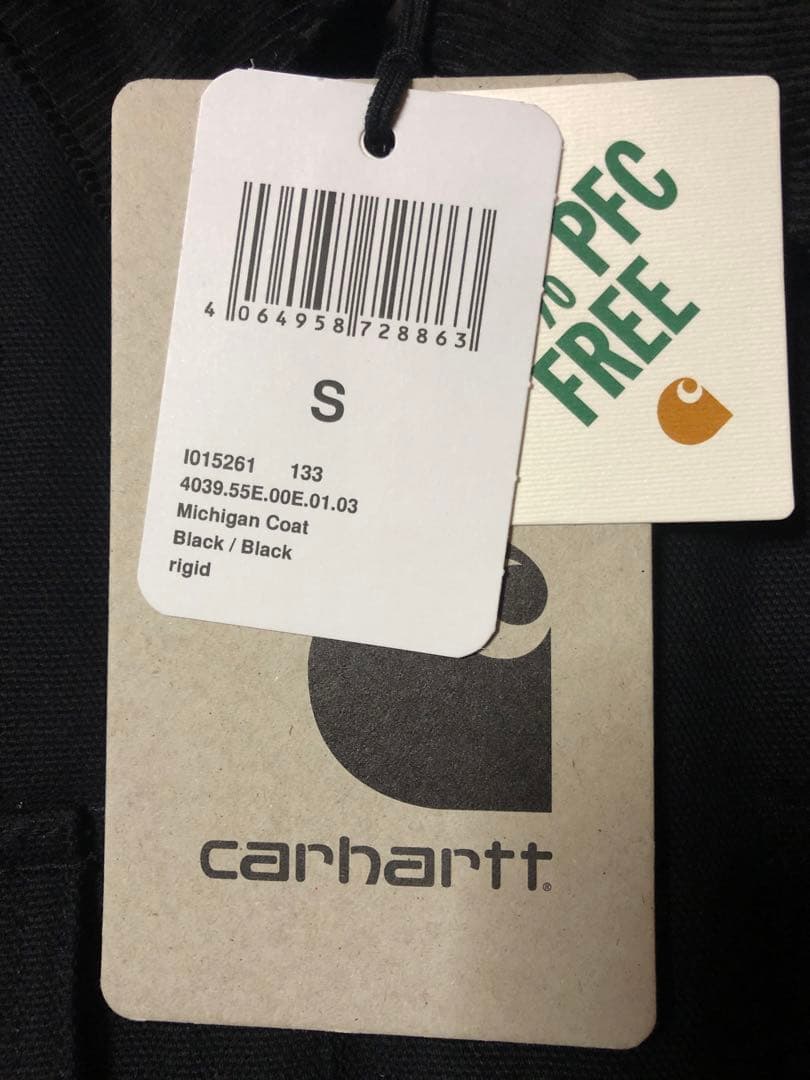 4 064958 728863
S
I015261 133
4039.55E.00E.01.03
Michigan Coat
Black / Black
rigid
% PFC
FREE
carhartt®